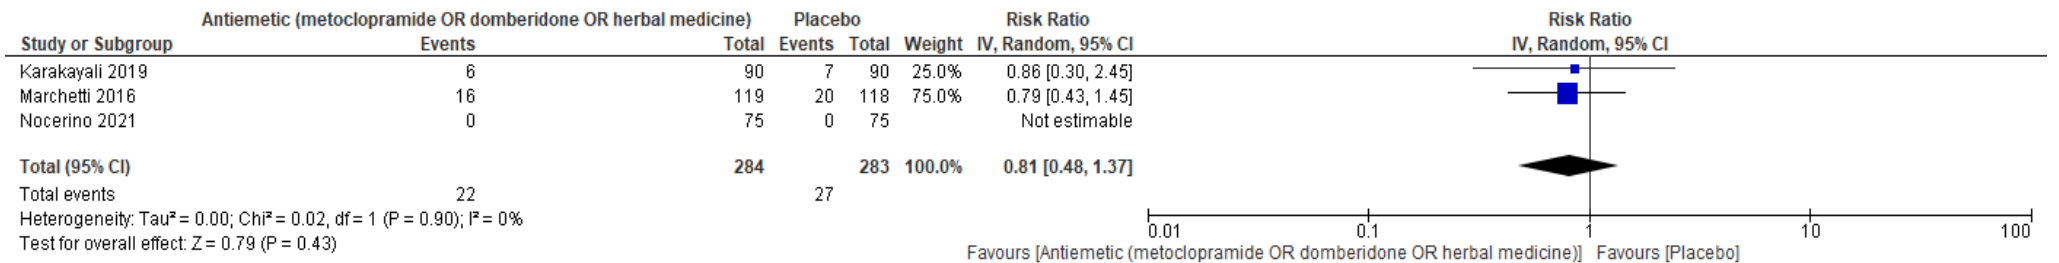 Antiemetic (metoclopramide OR domberidone OR herbal medicine) Placebo Risk Ratio Risk Ratio
Study or Subgroup Events Total Events Total Weight IV, Random, 95% CI IV, Random, 95% CI
Karakayali 2019 6 90 7 90 25.0% 0.86 [0.30, 2.45]
Marchetti 2016 16 119 20 118 75.0% 0.79 [0.43, 1.45]
Nocerino 2021 0 75 0 75 Not estimable
Total (95% CI) 284 283 100.0% 0.81 [0.48, 1.37]
Total events 22 27
Heterogeneity: Tau² = 0.00; Chi² = 0.02, df = 1 (P = 0.90); I² = 0%
Test for overall effect: Z = 0.79 (P = 0.43)
0.01 0.1 1 10 100
Favours [Antiemetic (metoclopramide OR domberidone OR herbal medicine)] Favours [Placebo]